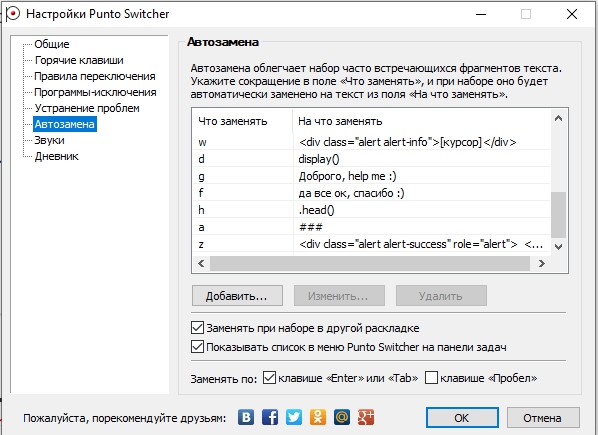 Настройки Punto Switcher
Общие
Горячие клавиши
Правила переключения
Программы-исключения
Устранение проблем
Автозамена
Звуки
Дневник
Автозамена
Автозамена облегчает набор часто встречающихся фрагментов текста.
Укажите сокращение в поле «Что заменять», и при наборе оно будет
автоматически заменено на текст из поля «На что заменять».
Что заменять На что заменять
w <div class="alert alert-info">[курсор]</div>
d display()
g Доброго, help me :)
f да все ок, спасибо :)
h .head()
a ###
z <div class="alert alert-success" role="alert"> <...
Добавить... Изменить... Удалить
Заменять при наборе в другой раскладке
Показывать список в меню Punto Switcher на панели задач
Заменять по: клавише «Enter» или «Tab» клавише «Пробел»
Пожалуйста, порекомендуйте друзьям: B f @ g+ OK Отмена